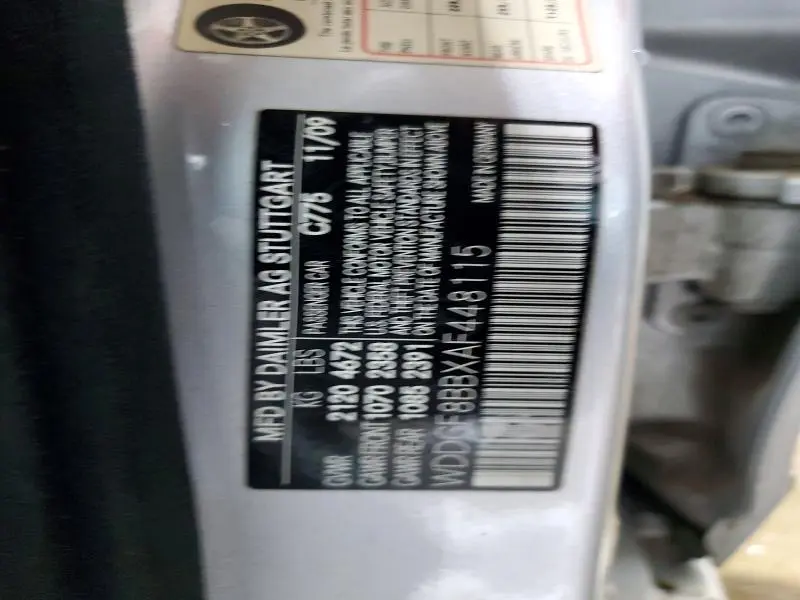 MFD BY DAIMLER AG STUTTGART
KG LBS PASSENGER CAR C/75 11/09
GVWR 2120 4672 THIS VEHICLE CONFORMS TO ALL APPLICABLE
GAWR FRONT 1070 2358 U.S. FEDERAL MOTOR VEHICLE SAFETY, BUMPER,
GAWR REAR 1085 2391 AND THEFT PREVENTION STANDARDS IN EFFECT
ON THE DATE OF MANUFACTURE SHOWN ABOVE
WDDGF8BBXAF448115 MADE IN GERMANY